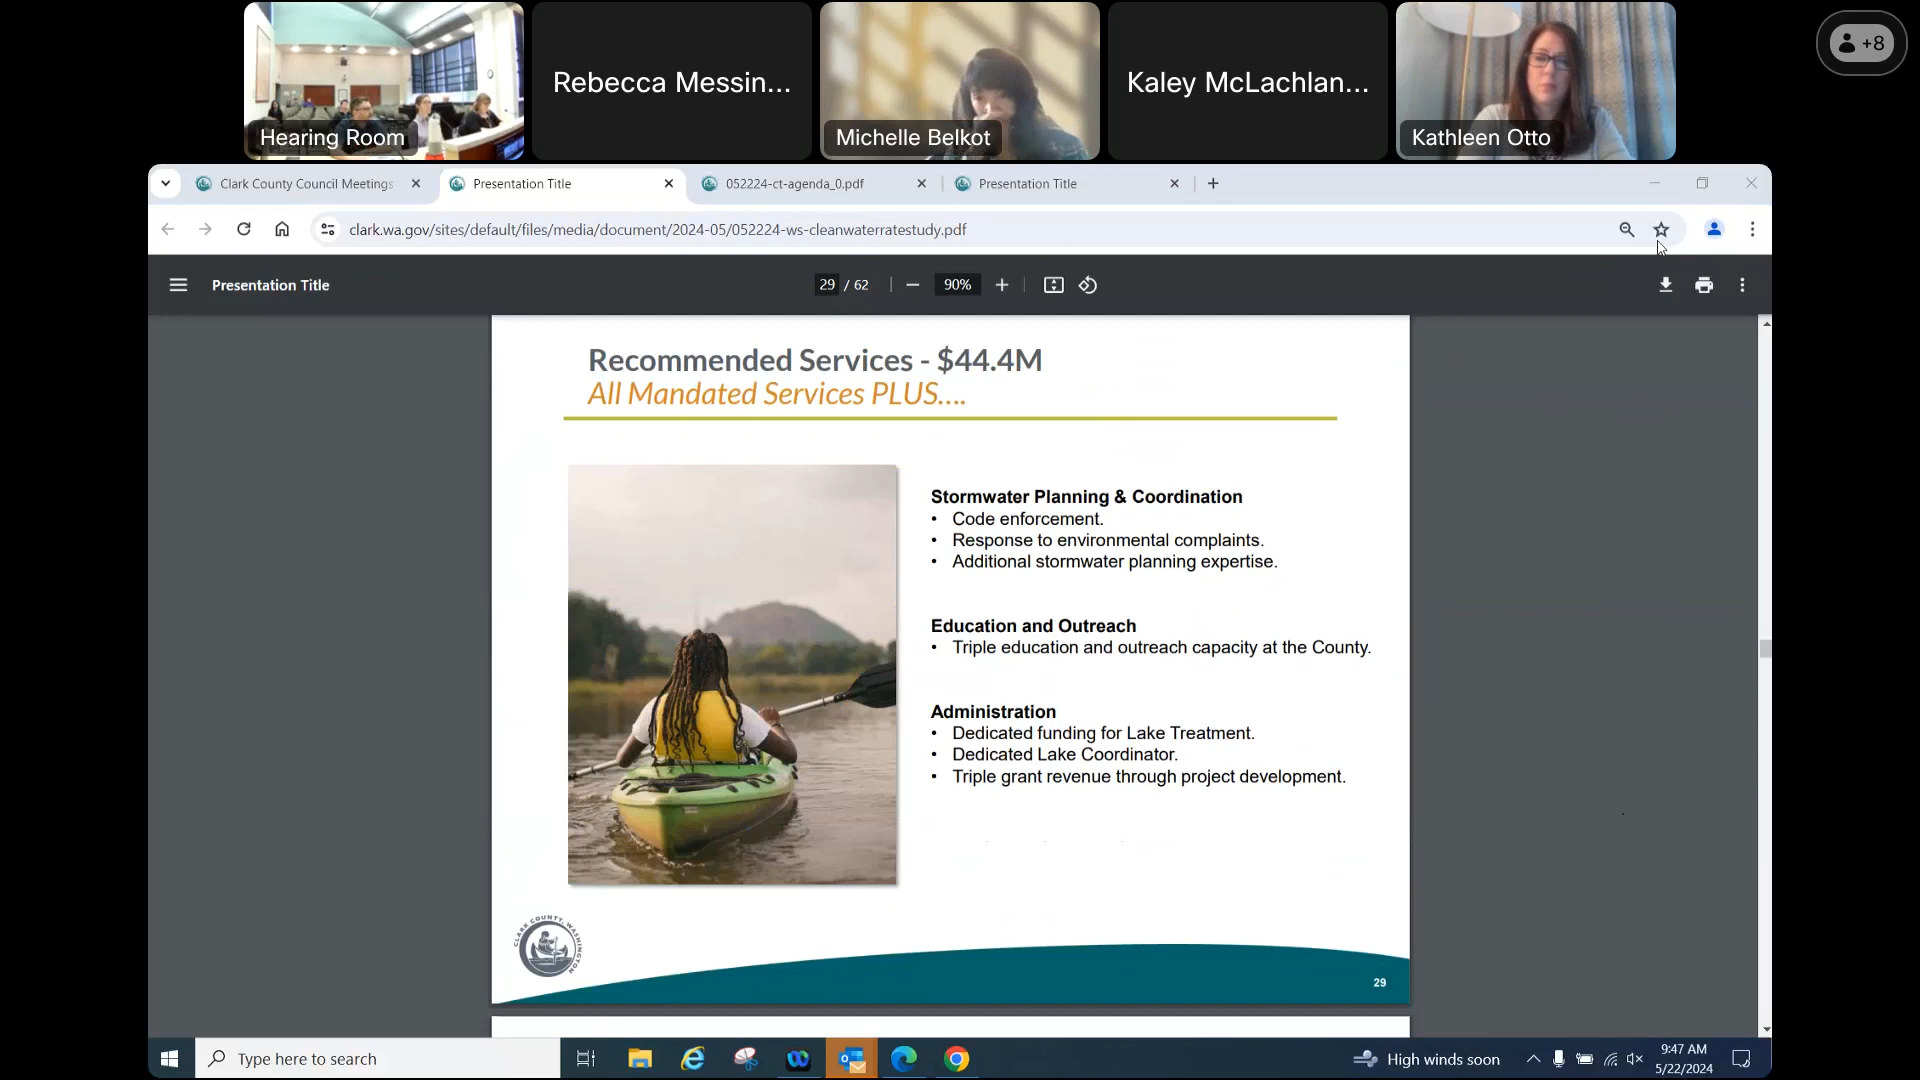 Hearing Room
Rebecca Messin...
Michelle Belkot
Kaley McLachlan...
Kathleen Otto
+8
Clark County Council Meetings
Presentation Title
052224-ct-agenda_0.pdf
Presentation Title
clark.wa.gov/sites/default/files/media/document/2024-05/052224-ws-cleanwaterratestudy.pdf
Presentation Title
29 / 62
90%
Recommended Services - $44.4M
All Mandated Services PLUS....
Stormwater Planning & Coordination
• Code enforcement.
• Response to environmental complaints.
• Additional stormwater planning expertise.
Education and Outreach
• Triple education and outreach capacity at the County.
Administration
• Dedicated funding for Lake Treatment.
• Dedicated Lake Coordinator.
• Triple grant revenue through project development.
CLARK COUNTY, WASHINGTON
29
Type here to search
High winds soon
9:47 AM
5/22/2024